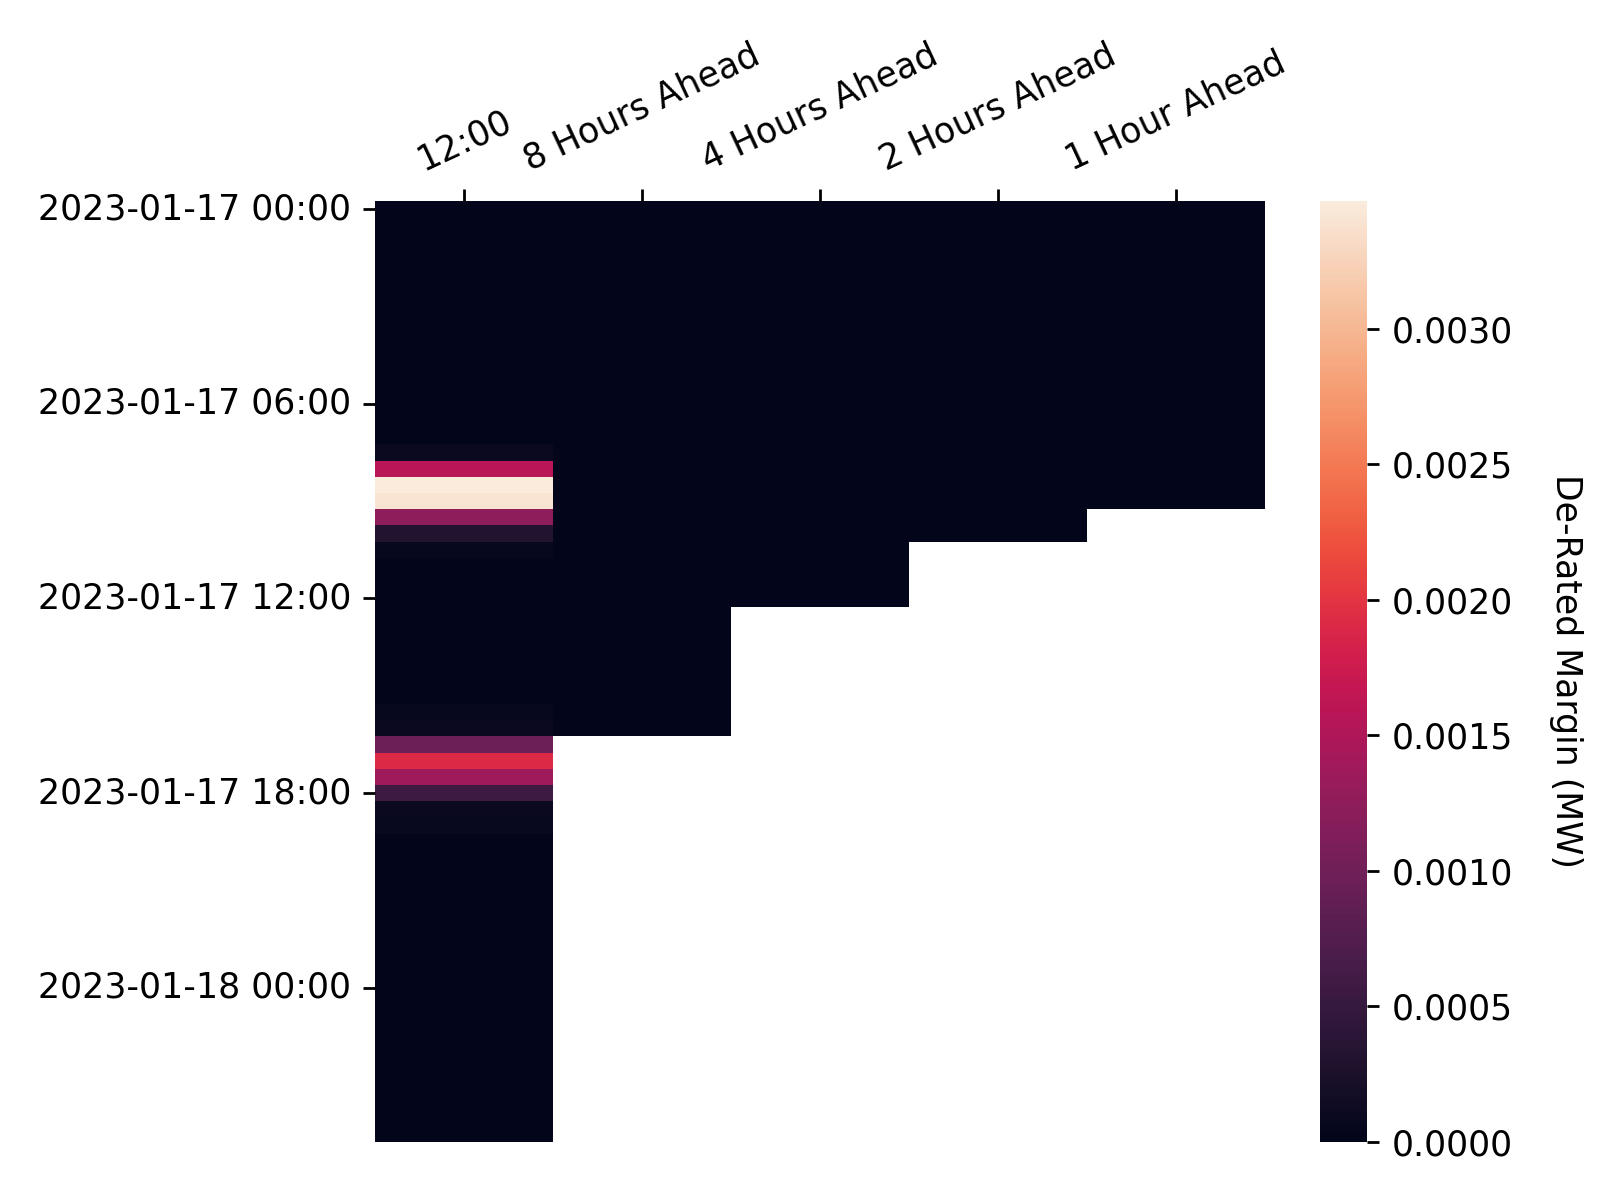 12:00
8 Hours Ahead
4 Hours Ahead
2 Hours Ahead
1 Hour Ahead
2023-01-17 00:00
2023-01-17 06:00
2023-01-17 12:00
2023-01-17 18:00
2023-01-18 00:00
0.0030
0.0025
0.0020
0.0015
0.0010
0.0005
0.0000
De-Rated Margin (MW)